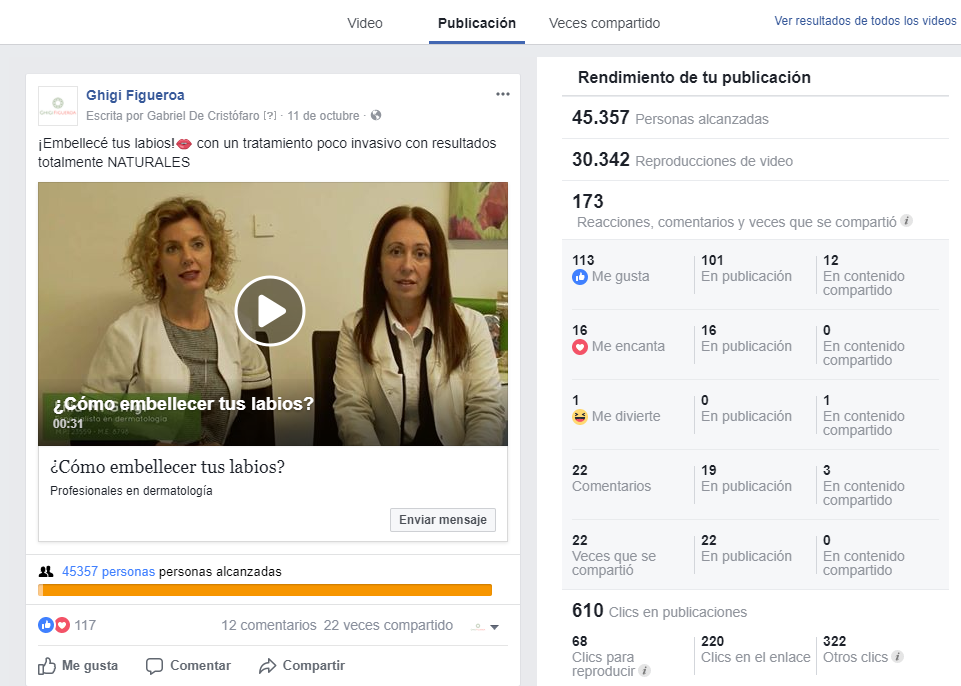 Video
Publicación
Veces compartido
Ver resultados de todos los videos
Ghigi Figueroa
Escrita por Gabriel De Cristófaro [?] · 11 de octubre ·
¡Embellecé tus labios!💋 con un tratamiento poco invasivo con resultados
totalmente NATURALES
¿Cómo embellecer tus labios?
en dermatología
00:31
¿Cómo embellecer tus labios?
Profesionales en dermatología
Enviar mensaje
45357 personas personas alcanzadas
117
12 comentarios 22 veces compartido
Me gusta
Comentar
Compartir
Rendimiento de tu publicación
45.357 Personas alcanzadas
30.342 Reproducciones de video
173
Reacciones, comentarios y veces que se compartió
113
Me gusta
101
En publicación
12
En contenido
compartido
16
Me encanta
16
En publicación
0
En contenido
compartido
1
Me divierte
0
En publicación
1
En contenido
compartido
22
Comentarios
19
En publicación
3
En contenido
compartido
22
Veces que se
compartió
22
En publicación
0
En contenido
compartido
610 Clics en publicaciones
68
Clics para
reproducir
220
Clics en el enlace
322
Otros clics